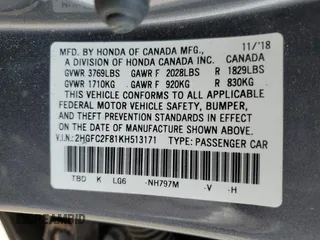 11/'18
MFD. BY HONDA OF CANADA MFG.,
A DIVISION OF HONDA CANADA INC. CANADA
GVWR 3769LBS GAWR F 2028LBS R 1829LBS
GVWR 1710KG GAWR F 920KG R 830KG
THIS VEHICLE CONFORMS TO ALL APPLICABLE
FEDERAL MOTOR VEHICLE SAFETY, BUMPER,
AND THEFT PREVENTION STANDARDS IN EFFECT
ON THE DATE OF MANUFACTURE SHOWN ABOVE.
V.I.N.: 2HGFC2F81KH513171 TYPE: PASSENGER CAR
TBD K LG6 -NH797M -V -H